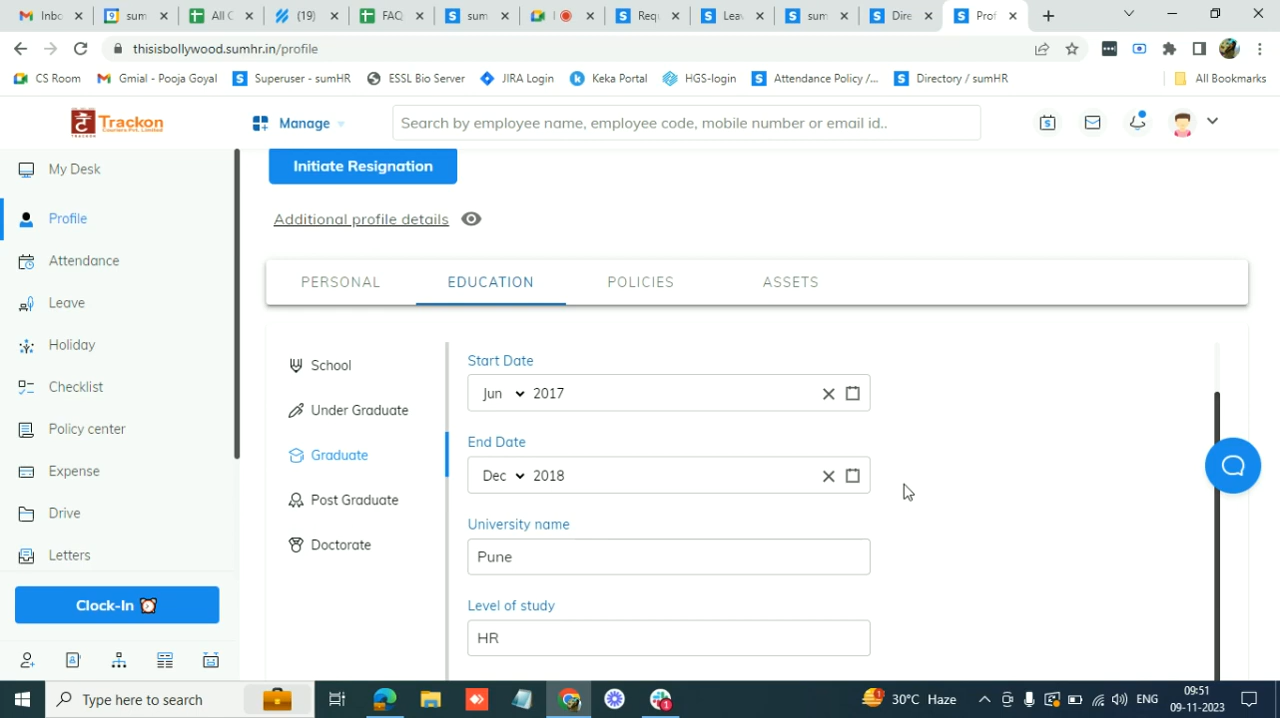 Inbo
sum
All C
(19)
FAQ
sum
I
Req
Lea
sum
Dire
Prof
thisisbollywood.sumhr.in/profile
CS Room
Gmial - Pooja Goyal
Superuser - sumHR
ESSL Bio Server
JIRA Login
Keka Portal
HGS-login
Attendance Policy /...
Directory / sumHR
All Bookmarks
Trackon
Couriers Pvt. Limited
Manage
Search by employee name, employee code, mobile number or email id..
My Desk
Profile
Attendance
Leave
Holiday
Checklist
Policy center
Expense
Drive
Letters
Clock-In
Initiate Resignation
Additional profile details
PERSONAL
EDUCATION
POLICIES
ASSETS
School
Under Graduate
Graduate
Post Graduate
Doctorate
Start Date
Jun 2017
End Date
Dec 2018
University name
Pune
Level of study
HR
Type here to search
30°C Haze
ENG
09:51
09-11-2023